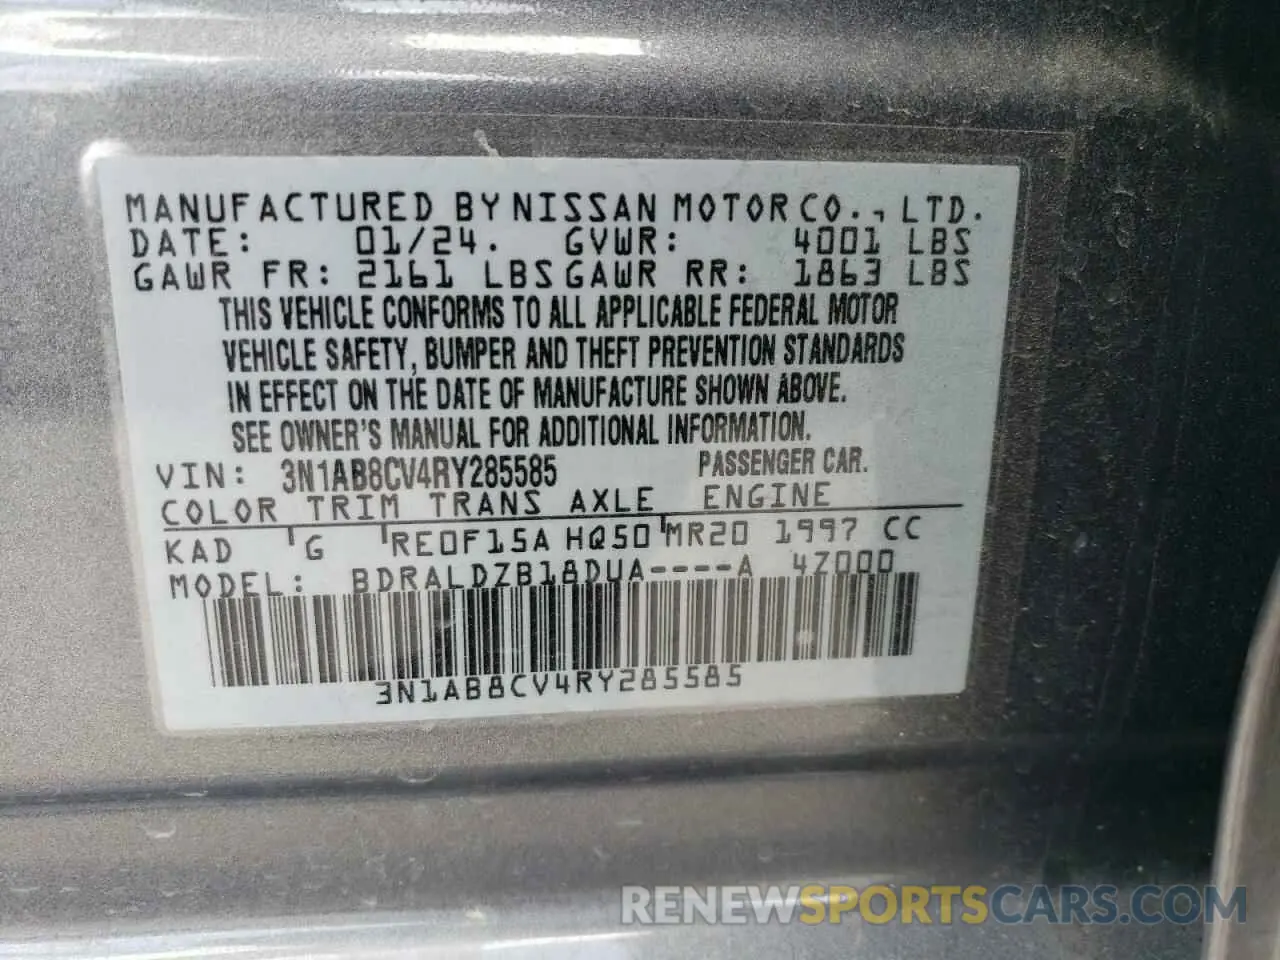 MANUFACTURED BY NISSAN MOTOR CO., LTD.
DATE: 01/24. GVWR: 4001 LBS
GAWR FR: 2161 LBS GAWR RR: 1863 LBS
THIS VEHICLE CONFORMS TO ALL APPLICABLE FEDERAL MOTOR
VEHICLE SAFETY, BUMPER AND THEFT PREVENTION STANDARDS
IN EFFECT ON THE DATE OF MANUFACTURE SHOWN ABOVE.
SEE OWNER'S MANUAL FOR ADDITIONAL INFORMATION.
VIN: 3N1AB8CV4RY285585 PASSENGER CAR.
COLOR TRIM TRANS AXLE ENGINE
KAD G RE0F15A HQ50 MR20 1997 CC
MODEL: BDRALDZB18DUA----A 4Z000
3N1AB8CV4RY285585
RENEWSPORTSCARS.COM